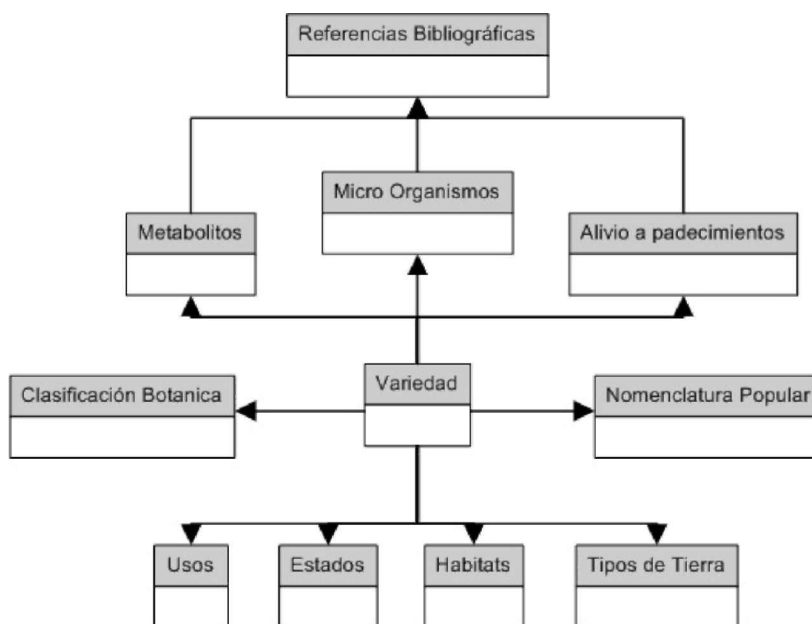 Referencias Bibliográficas
Micro Organismos
Metabolitos
Alivio a padecimientos
Variedad
Clasificación Botanica
Nomenclatura Popular
Usos
Estados
Habitats
Tipos de Tierra